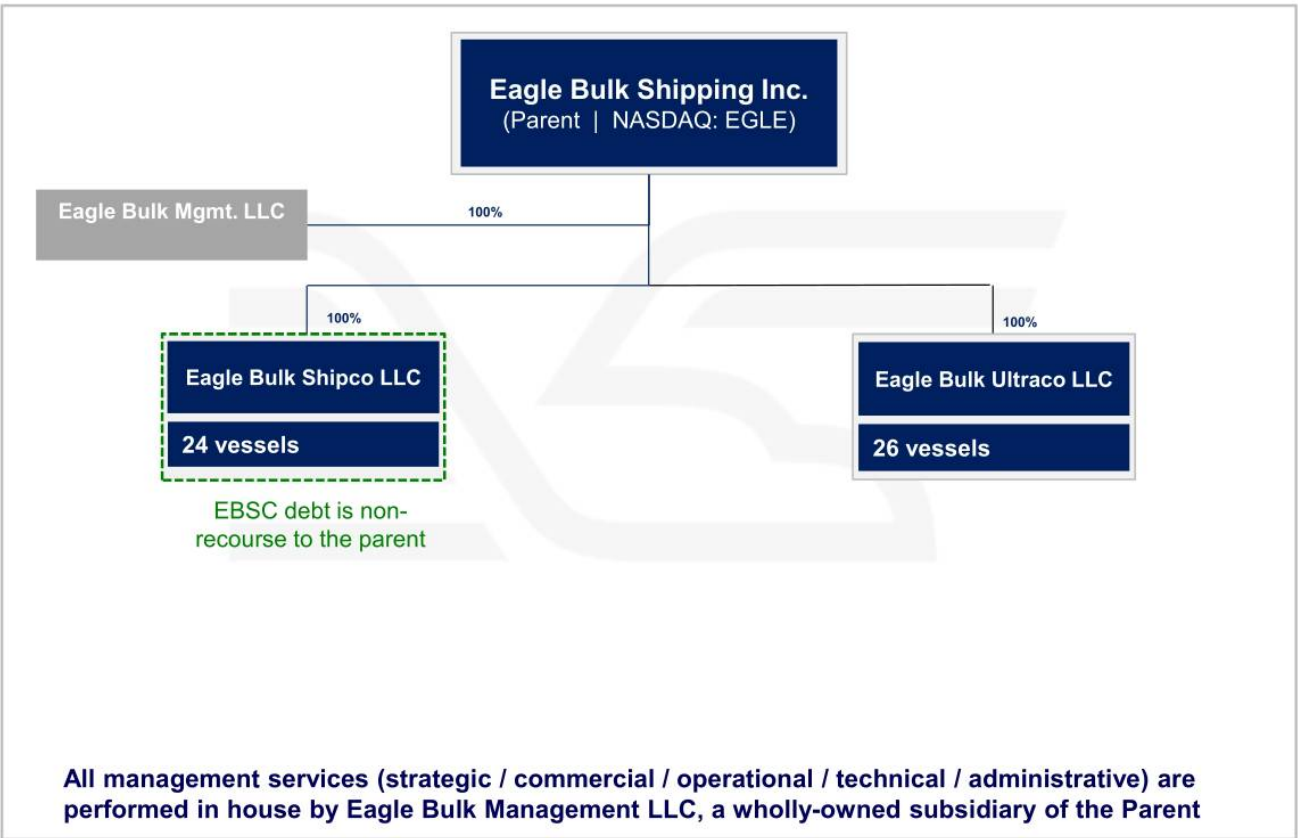 Eagle Bulk Shipping Inc.
(Parent | NASDAQ: EGLE)
Eagle Bulk Mgmt. LLC
100%
100%
100%
Eagle Bulk Shipco LLC
24 vessels
Eagle Bulk Ultraco LLC
26 vessels
EBSC debt is non-
recourse to the parent
All management services (strategic / commercial / operational / technical / administrative) are
performed in house by Eagle Bulk Management LLC, a wholly-owned subsidiary of the Parent